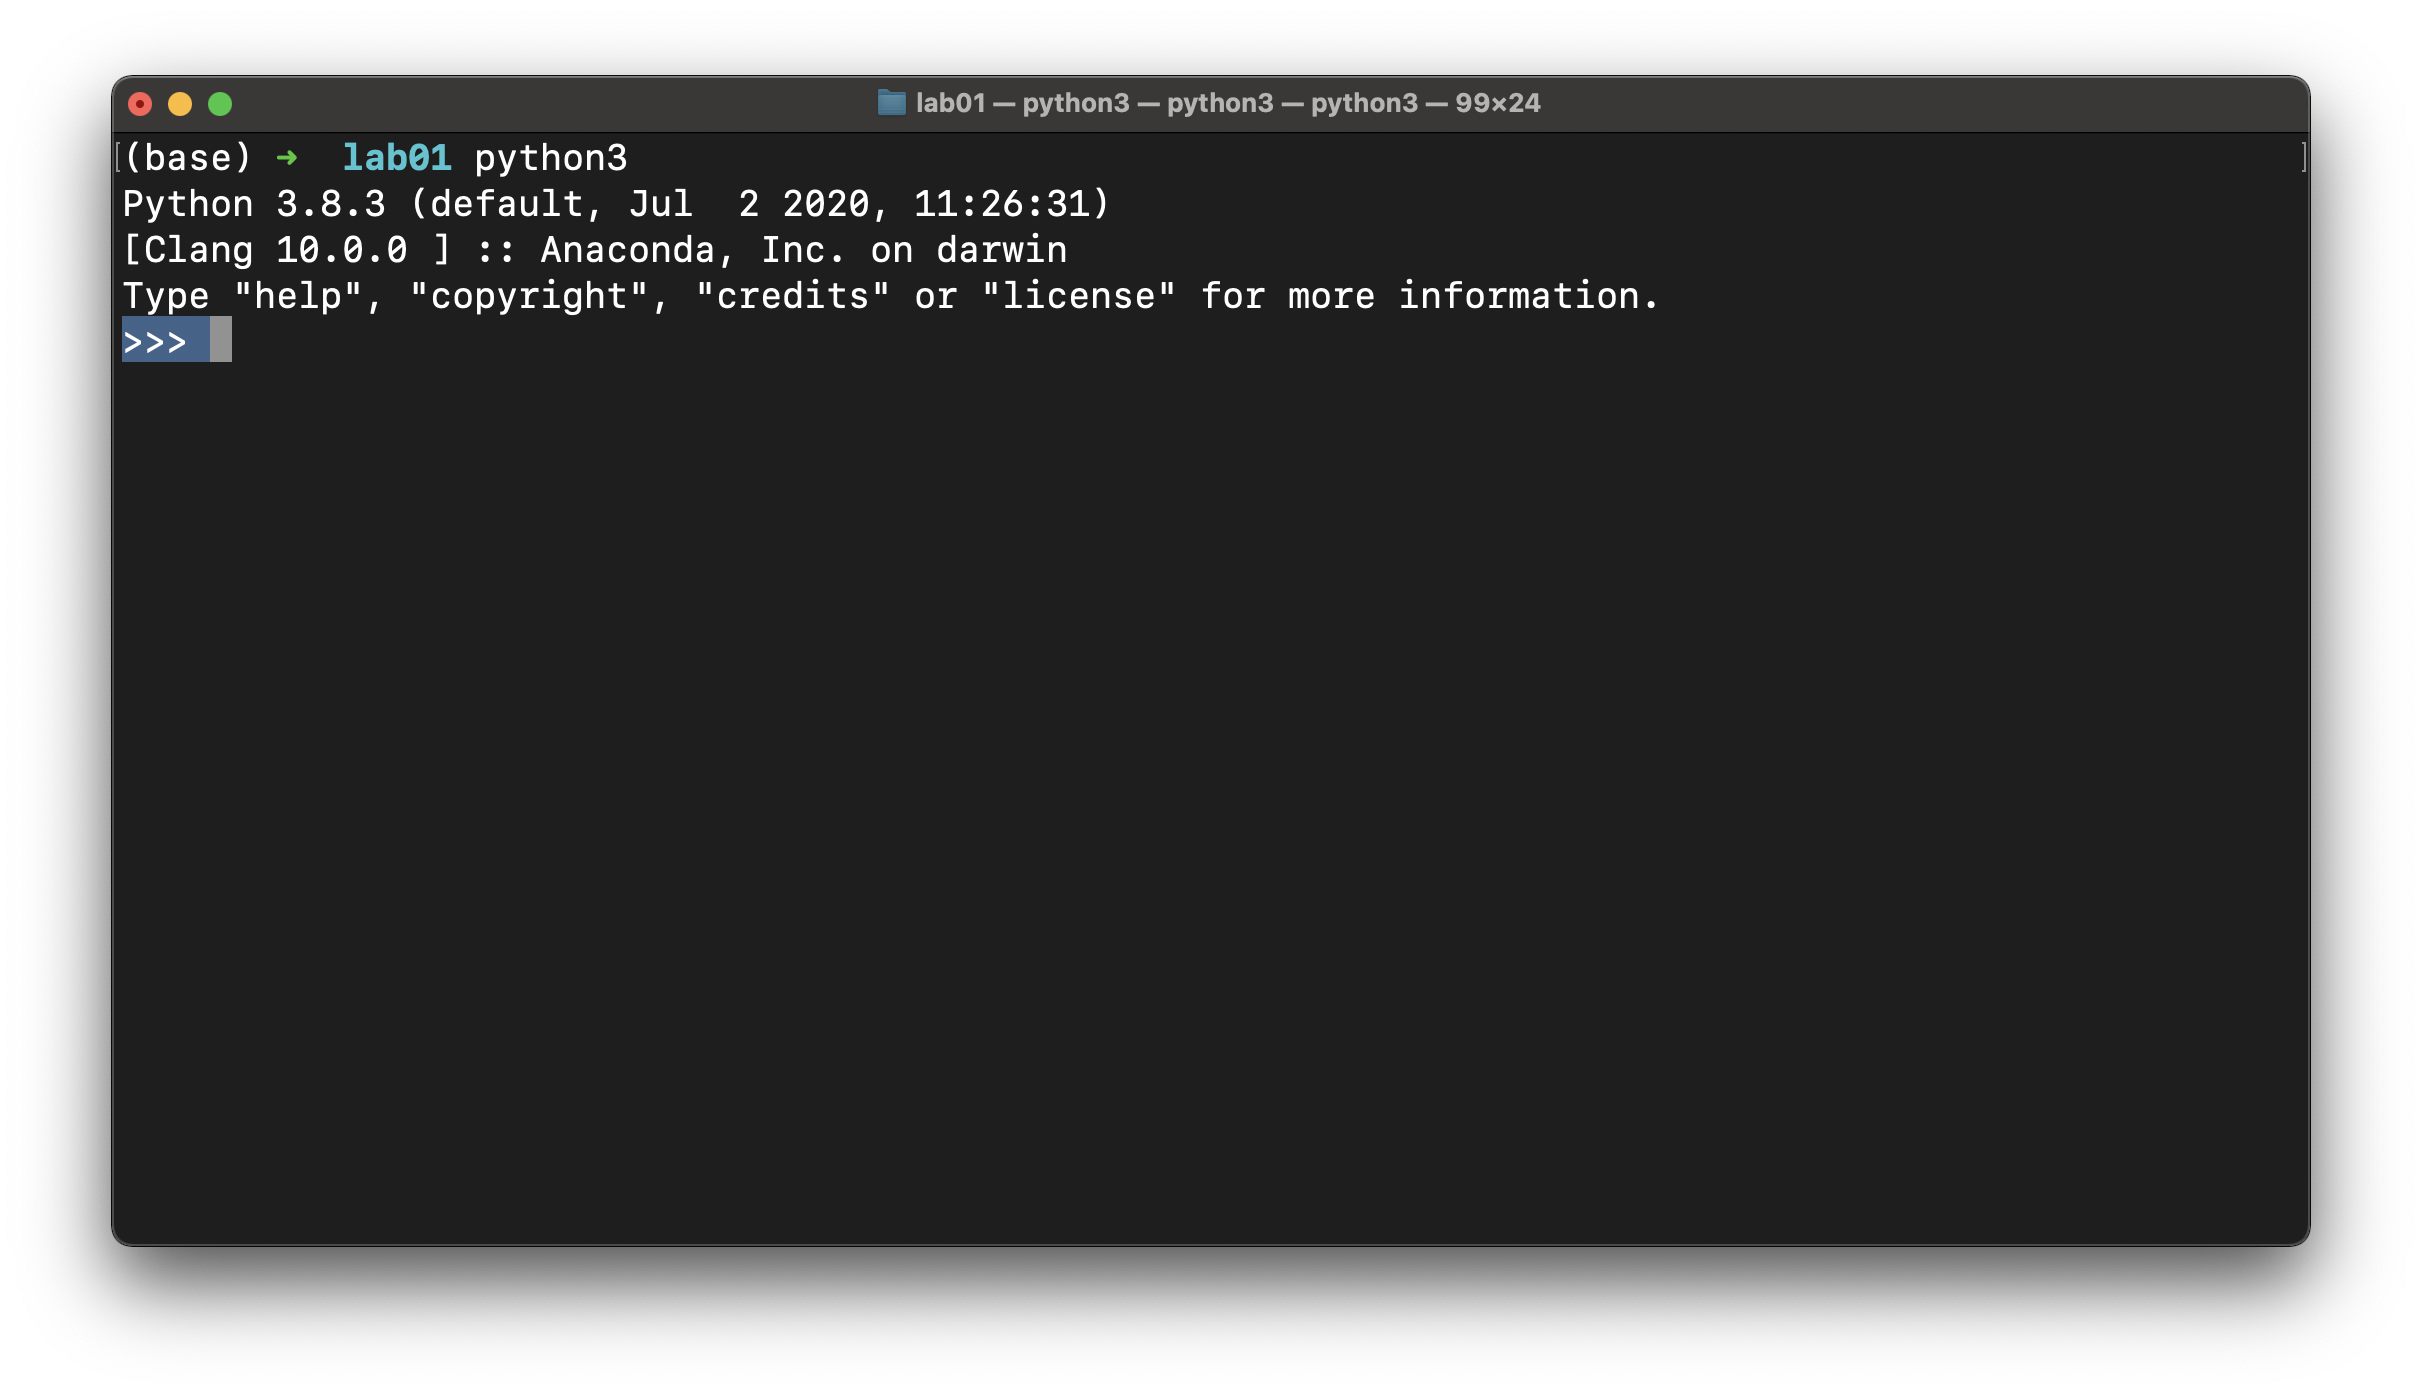 lab01 — python3 — python3 — python3 — 99×24
(base) ➜  lab01 python3
Python 3.8.3 (default, Jul  2 2020, 11:26:31)
[Clang 10.0.0 ] :: Anaconda, Inc. on darwin
Type "help", "copyright", "credits" or "license" for more information.
>>>